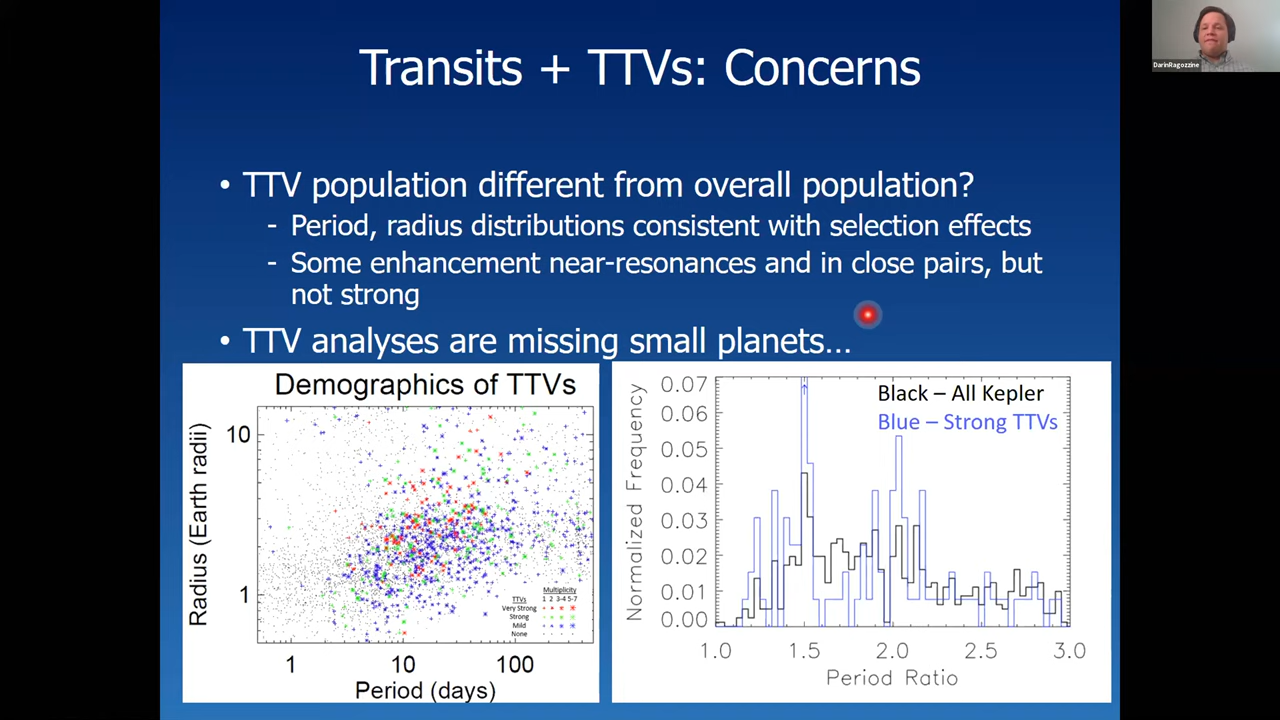 Transits + TTVs: Concerns
DarinRagozzine
• TTV population different from overall population?
- Period, radius distributions consistent with selection effects
- Some enhancement near-resonances and in close pairs, but
not strong
• TTV analyses are missing small planets…
Demographics of TTVs
Radius (Earth radii)
10
1
Multiplicity
TTVs 1 2 3-4 5-7
Very Strong
Strong
Mild
None
1 10 100
Period (days)
Normalized Frequency
0.07
0.06
0.05
0.04
0.03
0.02
0.01
0.00
Black – All Kepler
Blue – Strong TTVs
1.0 1.5 2.0 2.5 3.0
Period Ratio